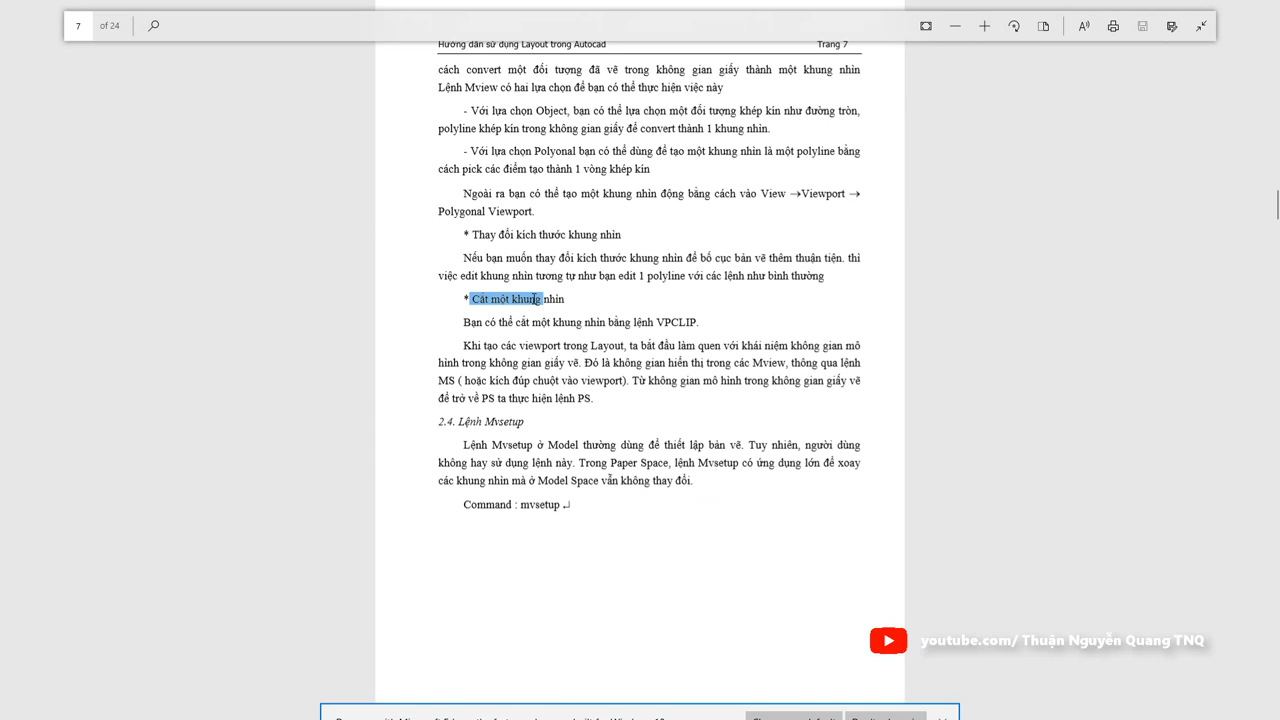 7 of 24
Hướng dẫn sử dụng Layout trong Autocad Trang 7
cách convert một đối tượng đã vẽ trong không gian giấy thành một khung nhìn
Lệnh Mview có hai lựa chọn để bạn có thể thực hiện việc này
- Với lựa chọn Object, bạn có thể lựa chọn một đối tượng khép kín như đường tròn,
polyline khép kín trong không gian giấy để convert thành 1 khung nhìn.
- Với lựa chọn Polyonal bạn có thể dùng để tạo một khung nhìn là một polyline bằng
cách pick các điểm tạo thành 1 vòng khép kín
Ngoài ra bạn có thể tạo một khung nhìn động bằng cách vào View →Viewport →
Polygonal Viewport.
* Thay đổi kích thước khung nhìn
Nếu bạn muốn thay đổi kích thước khung nhìn để bố cục bản vẽ thêm thuận tiện. thì
việc edit khung nhìn tương tự như bạn edit 1 polyline với các lệnh như bình thường
* Cắt một khung nhìn
Bạn có thể cắt một khung nhìn bằng lệnh VPCLIP.
Khi tạo các viewport trong Layout, ta bắt đầu làm quen với khái niệm không gian mô
hình trong không gian giấy vẽ. Đó là không gian hiển thị trong các Mview, thông qua lệnh
MS ( hoặc kích đúp chuột vào viewport). Từ không gian mô hình trong không gian giấy vẽ
để trở về PS ta thực hiện lệnh PS.
2.4. Lệnh Mvsetup
Lệnh Mvsetup ở Model thường dùng để thiết lập bản vẽ. Tuy nhiên, người dùng
không hay sử dụng lệnh này. Trong Paper Space, lệnh Mvsetup có ứng dụng lớn để xoay
các khung nhìn mà ở Model Space vẫn không thay đổi.
Command : mvsetup ↵
youtube.com/ Thuận Nguyễn Quang TNQ